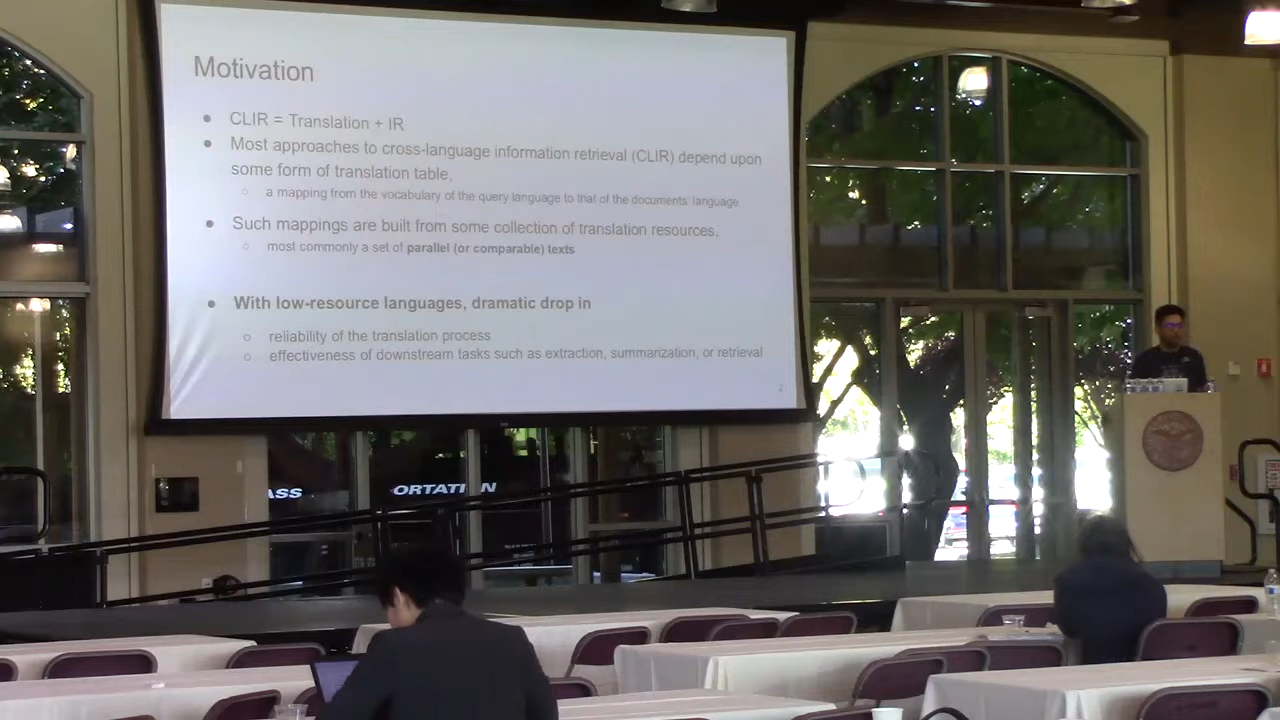 Motivation
CLIR = Translation + IR
Most approaches to cross-language information retrieval (CLIR) depend upon
some form of translation table,
a mapping from the vocabulary of the query language to that of the documents' language
Such mappings are built from some collection of translation resources,
most commonly a set of parallel (or comparable) texts
With low-resource languages, dramatic drop in
reliability of the translation process
effectiveness of downstream tasks such as extraction, summarization, or retrieval
2
ASS
ORTATION